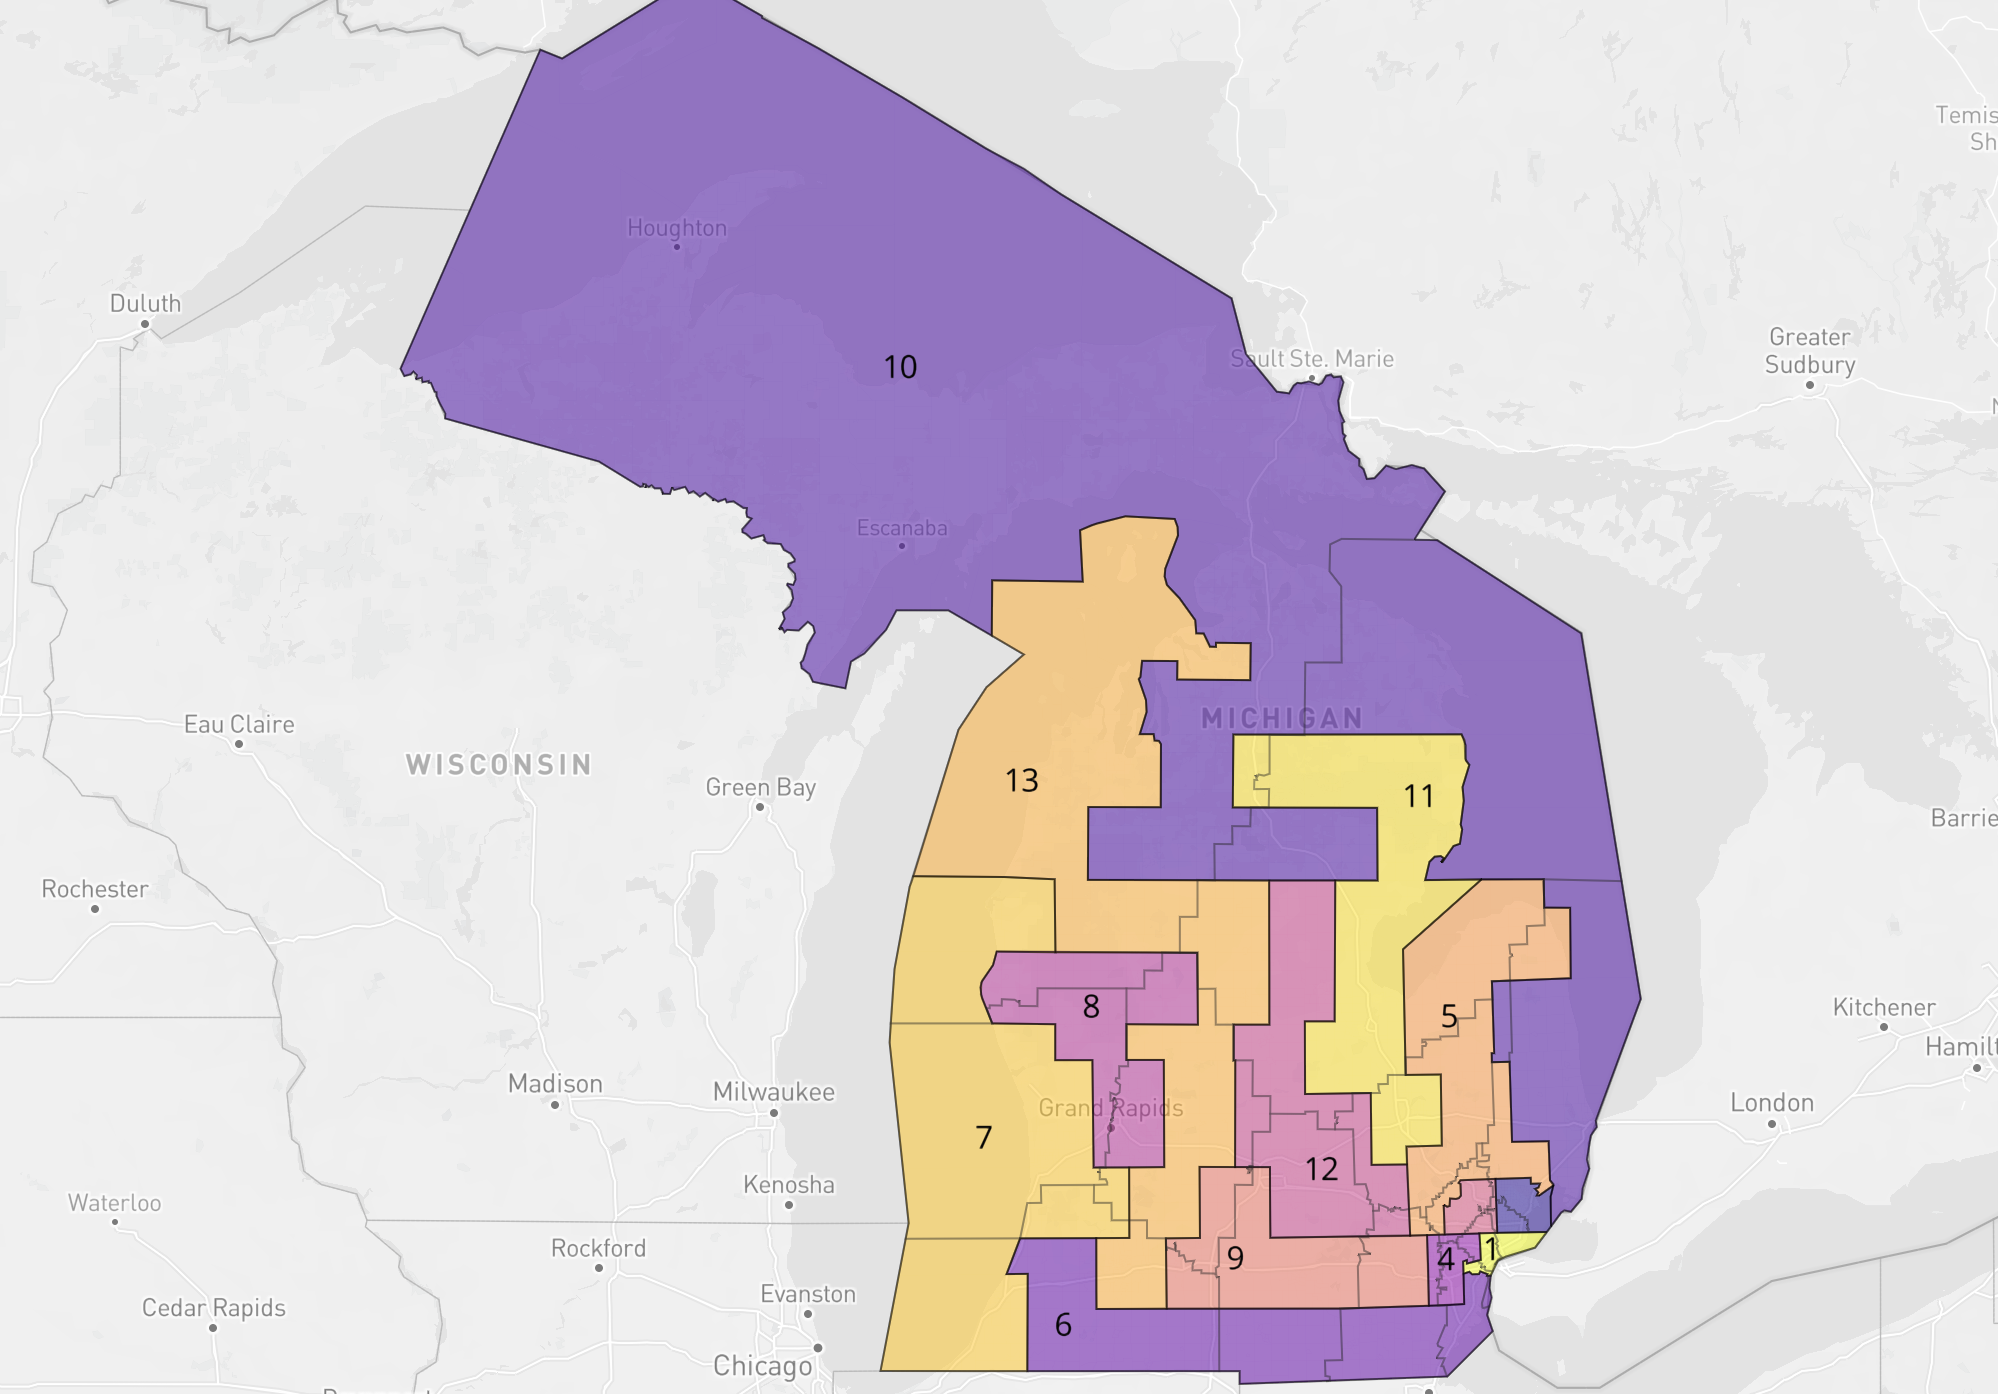 Temis
Sh
Houghton
Duluth
Greater
Sudbury
Sault Ste. Marie
10
Escanaba
MICHIGAN
Eau Claire
WISCONSIN
13
Green Bay
11
Barrie
Rochester
8
5
Kitchener
Hamilt
Madison
Milwaukee
Grand Rapids
London
7
12
Kenosha
Waterloo
Rockford
9
4
1
Evanston
Cedar Rapids
6
Chicago